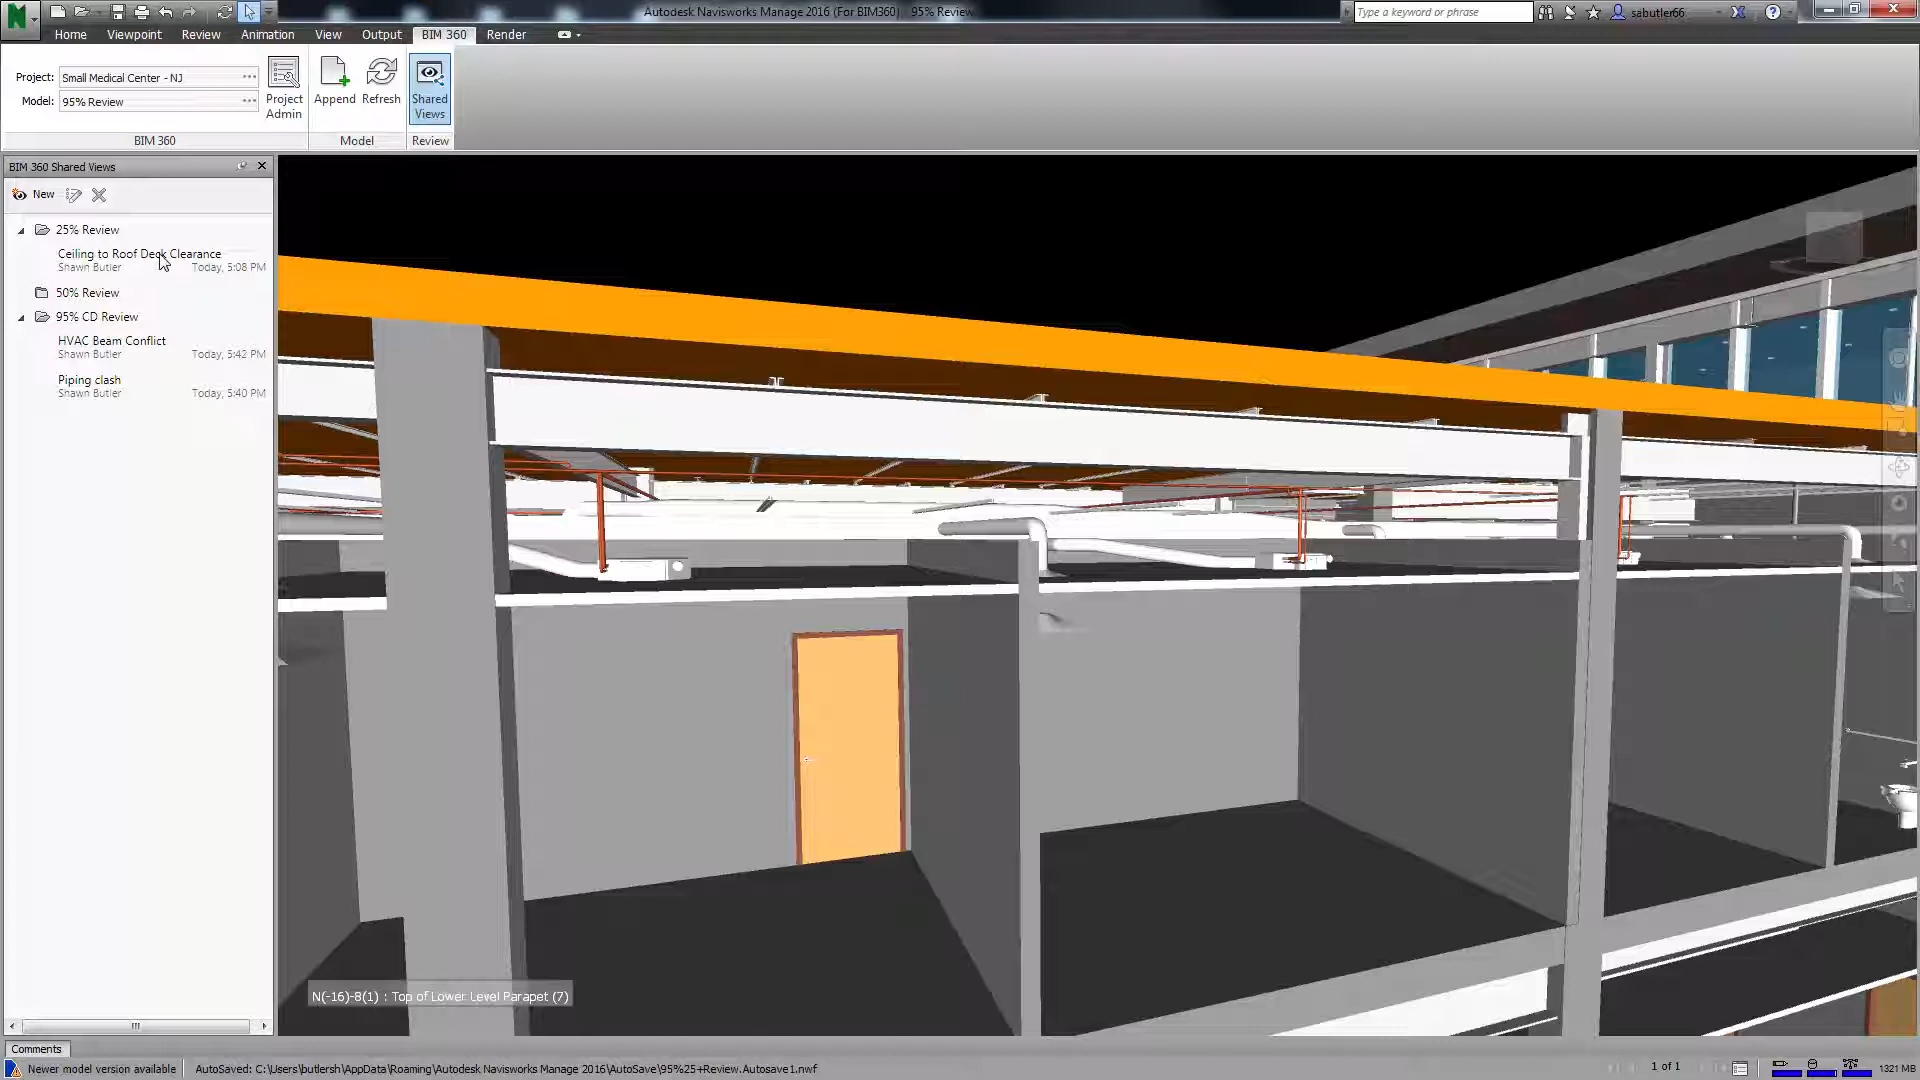 Autodesk Navisworks Manage 2016 (For BIM360) 95% Review
Type a keyword or phrase
sabutler66
Home Viewpoint Review Animation View Output BIM 360 Render
Project: Small Medical Center - NJ
Model: 95% Review
Project Admin
Append
Refresh
Shared Views
BIM 360
Model
Review
BIM 360 Shared Views
New
25% Review
Ceiling to Roof Deck Clearance
Shawn Butler Today, 5:08 PM
50% Review
95% CD Review
HVAC Beam Conflict
Shawn Butler Today, 5:42 PM
Piping clash
Shawn Butler Today, 5:40 PM
N(-16)-8(1) : Top of Lower Level Parapet (7)
Comments
Newer model version available
AutoSaved: C:\Users\butlersh\AppData\Roaming\Autodesk Navisworks Manage 2016\AutoSave\95%25+Review.Autosave1.nwf
1 of 1
1321 MB